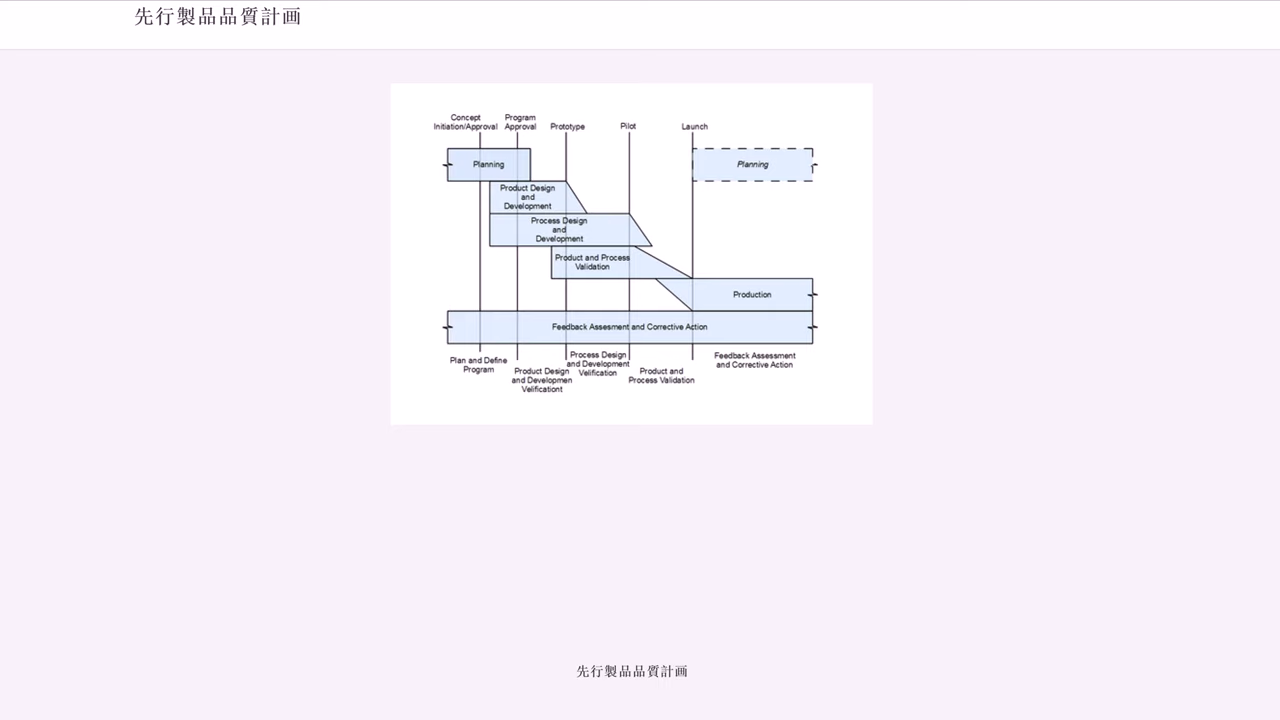 先行製品品質計画
Concept
Initiation/Approval
Program
Approval
Prototype
Pilot
Launch
Planning
Planning
Product Design
and
Development
Process Design
and
Development
Product and Process
Validation
Production
Feedback Assesment and Corrective Action
Plan and Define
Program
Product Design
and Developmen
Velificationt
Process Design
and Development
Velification
Product and
Process Validation
Feedback Assessment
and Corrective Action
先行製品品質計画